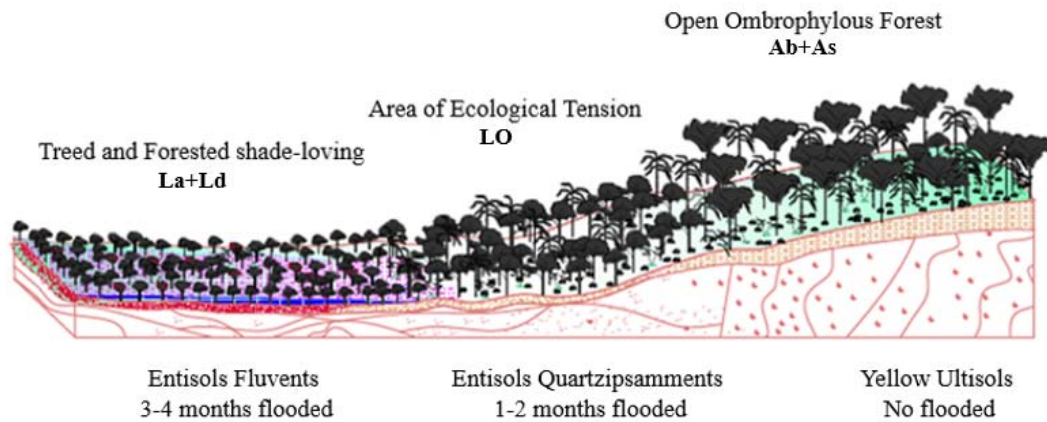 Open Ombrophylous Forest
Ab+As
Area of Ecological Tension
LO
Treed and Forested shade-loving
La+Ld
Entisols Fluvents
3-4 months flooded
Entisols Quartzipsamments
1-2 months flooded
Yellow Ultisols
No flooded